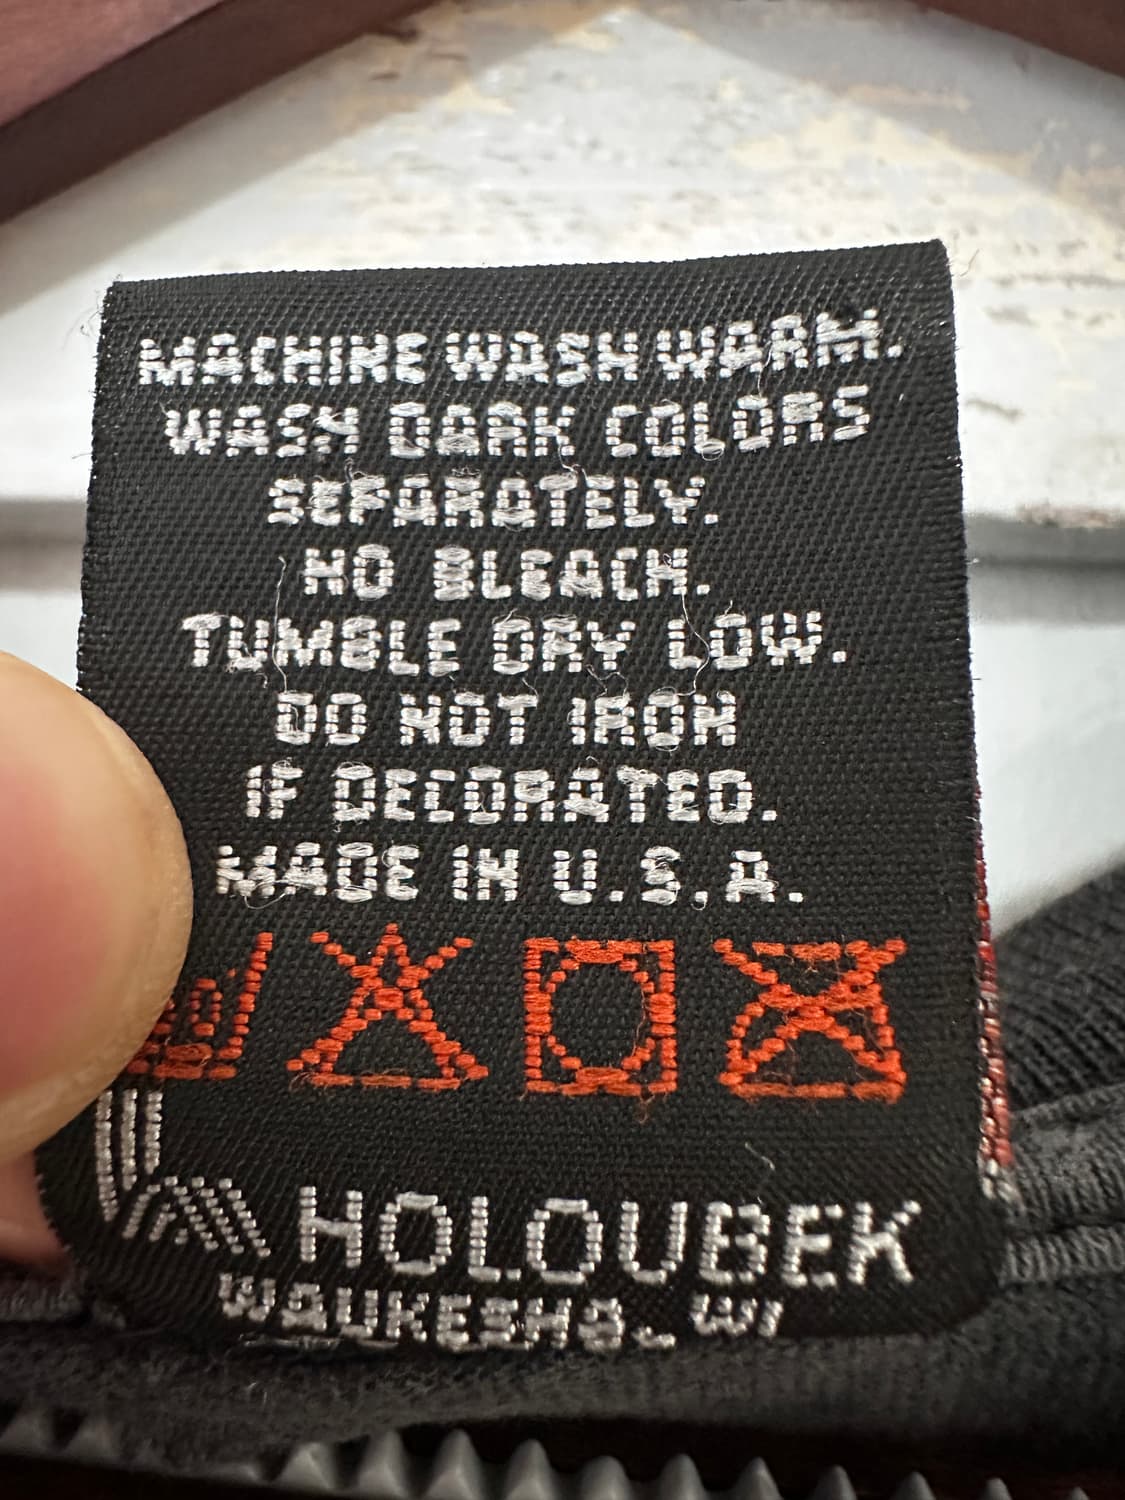 MACHINE WASH WARM.
WASH DARK COLORS
SEPARATELY.
NO BLEACH.
TUMBLE DRY LOW.
DO NOT IRON
IF DECORATED.
MADE IN U.S.A.
HOLOUBEK
WAUKESHA, WI